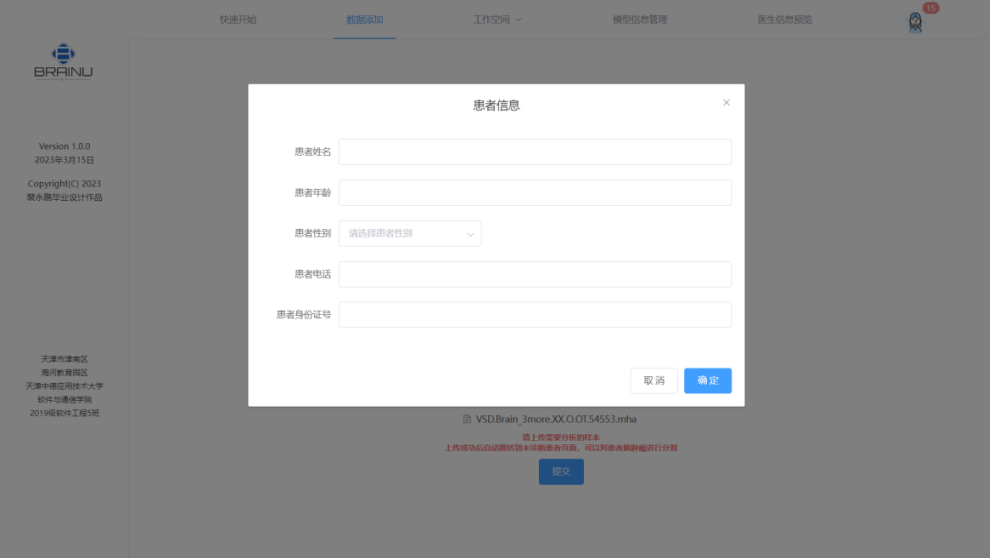 快速开始
数据添加
工作空间
模型信息管理
医生信息预览
15
BRAINU
Version 1.0.0
2023年3月15日
Copyright(C) 2023
裴永鹏毕业设计作品
患者信息
患者姓名
患者年龄
患者性别 请选择患者性别
患者电话
患者身份证号
取消 确定
天津市津南区
海河教育园区
天津中德应用技术大学
软件与通信学院
2019级软件工程5班
VSD.Brain_3more.XX.O.OT.54553.mha
请上传需要分析的样本
上传成功后自动跳转到未诊断患者页面，可以对患者脑肿瘤进行分割
提交